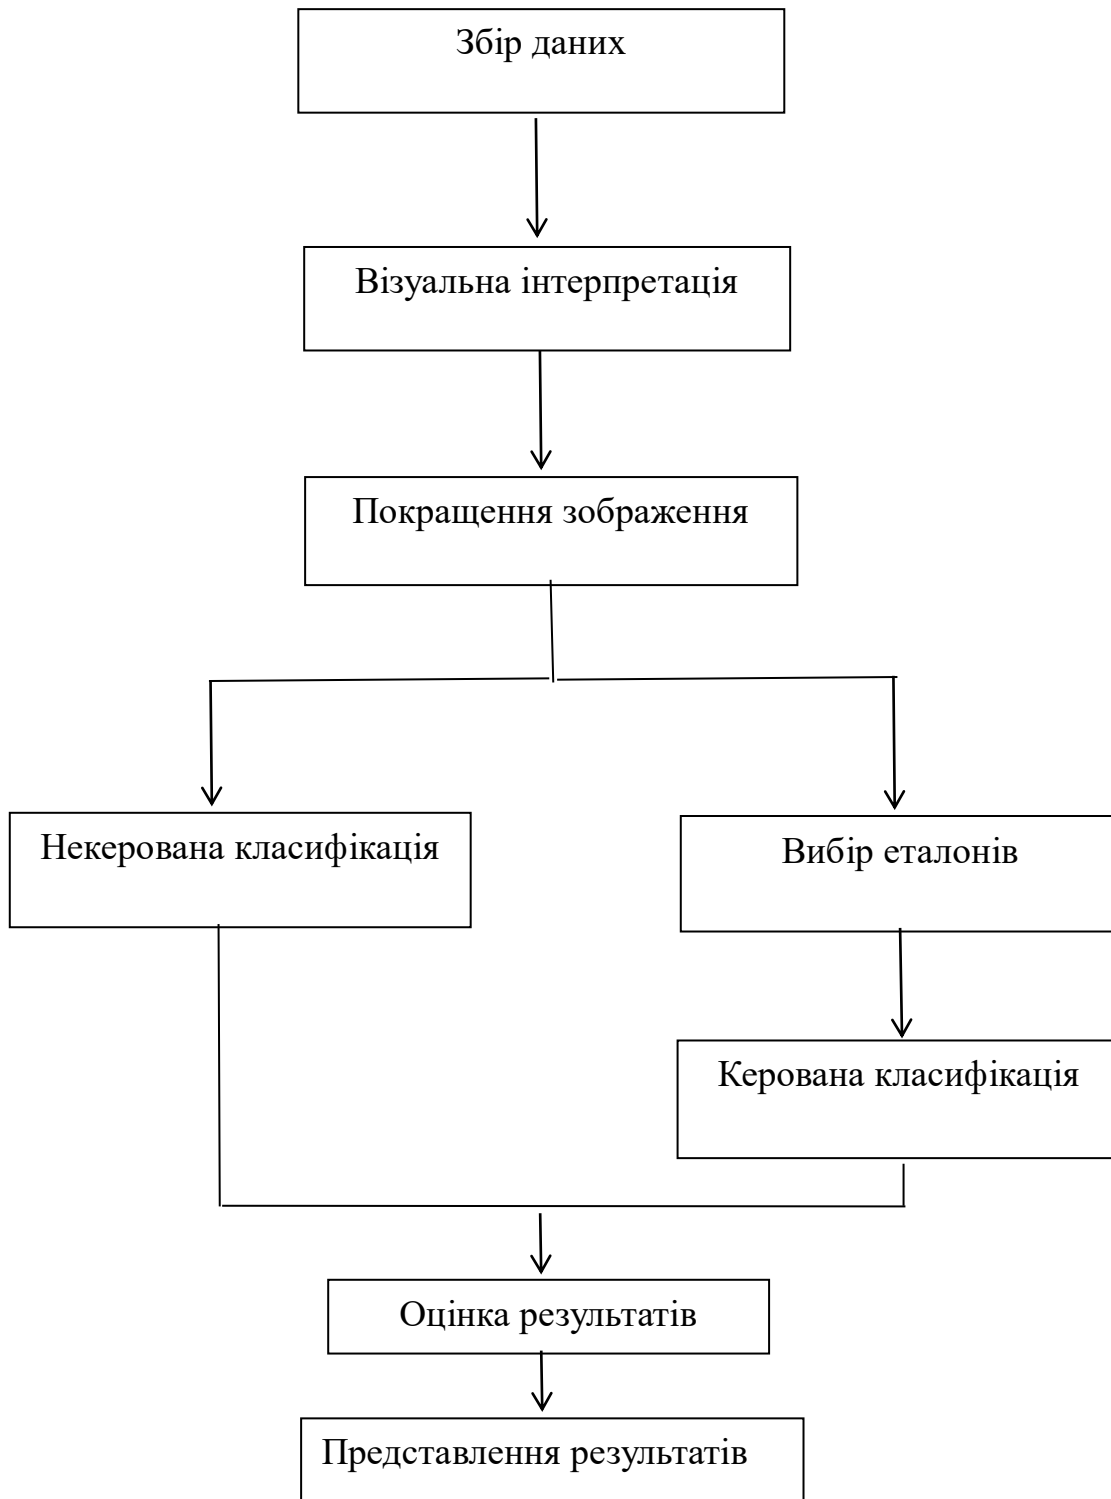 Збір даних
Візуальна інтерпретація
Покращення зображення
Некерована класифікація
Вибір еталонів
Керована класифікація
Оцінка результатів
Представлення результатів